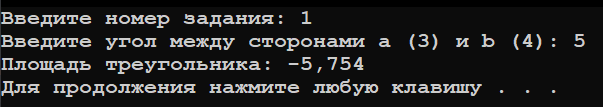 Введите номер задания: 1
Введите угол между сторонами a (3) и b (4): 5
Площадь треугольника: -5,754
Для продолжения нажмите любую клавишу . . .